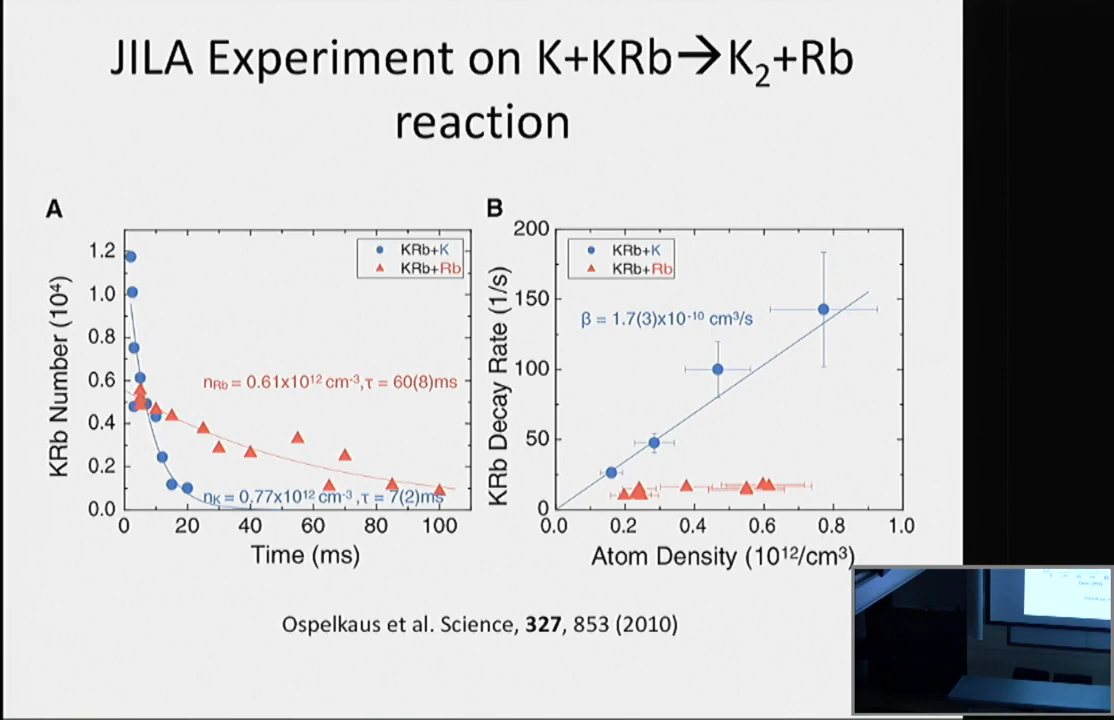 JILA Experiment on K+KRb→K₂+Rb
reaction
A
KRb Number (10⁴)
1.2
1.0
0.8
0.6
0.4
0.2
0.0
KRb+K
KRb+Rb
nRb = 0.61x10¹² cm⁻³,τ = 60(8)ms
nK = 0.77x10¹² cm⁻³,τ = 7(2)ms
0 20 40 60 80 100
Time (ms)
B
KRb Decay Rate (1/s)
200
150
100
50
0
KRb+K
KRb+Rb
β = 1.7(3)x10⁻¹⁰ cm³/s
0.0 0.2 0.4 0.6 0.8 1.0
Atom Density (10¹²/cm³)
Ospelkaus et al. Science, 327, 853 (2010)